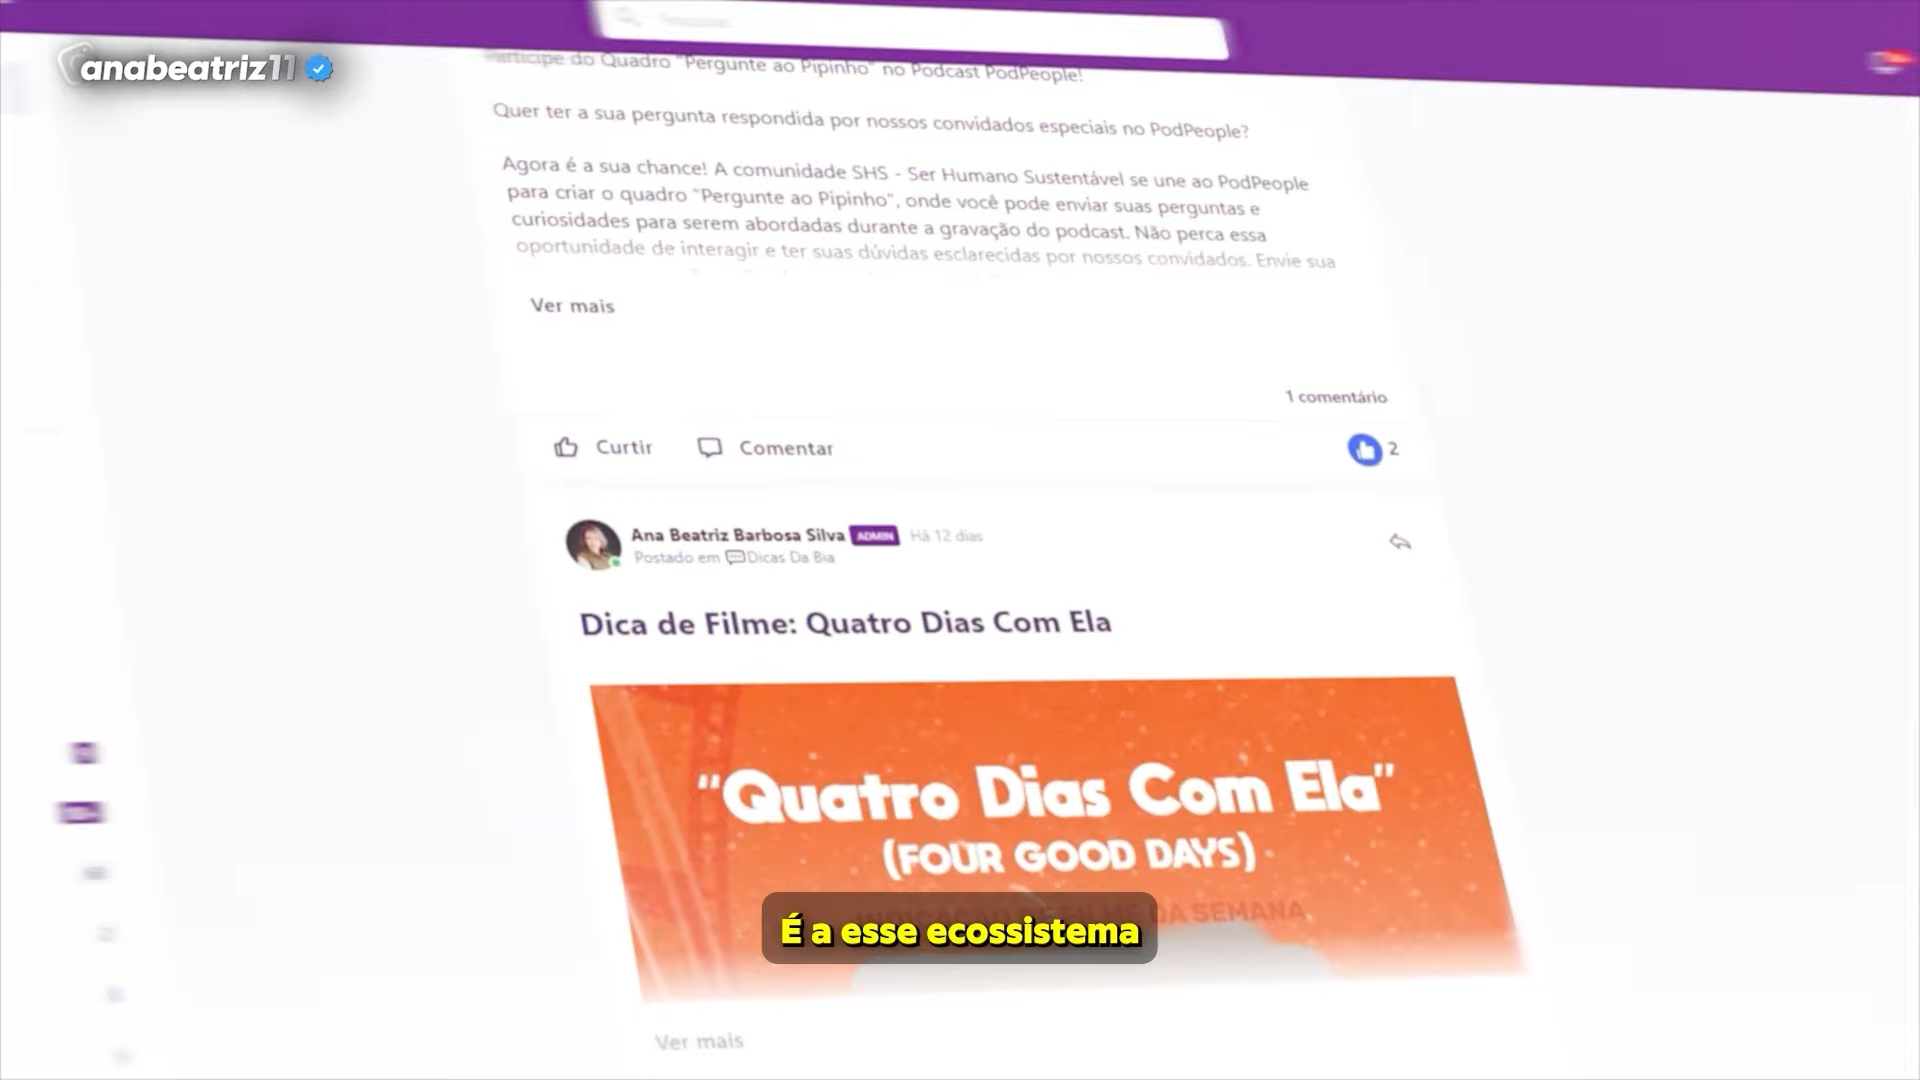 anabeatriz11
Participe do Quadro "Pergunte ao Pipinho" no Podcast PodPeople!
Quer ter a sua pergunta respondida por nossos convidados especiais no PodPeople?
Agora é a sua chance! A comunidade SHS - Ser Humano Sustentável se une ao PodPeople
para criar o quadro "Pergunte ao Pipinho", onde você pode enviar suas perguntas e
curiosidades para serem abordadas durante a gravação do podcast. Não perca essa
oportunidade de interagir e ter suas dúvidas esclarecidas por nossos convidados. Envie sua
Ver mais
1 comentário
Curtir Comentar 2
Ana Beatriz Barbosa Silva ADMIN Há 12 dias
Postado em Dicas Da Bia
Dica de Filme: Quatro Dias Com Ela
"Quatro Dias Com Ela"
(FOUR GOOD DAYS)
INDICAÇÃO DE FILME DA SEMANA
É a esse ecossistema
Ver mais